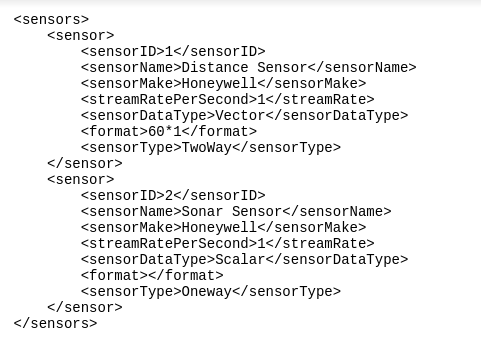 <sensors>
    <sensor>
        <sensorID>1</sensorID>
        <sensorName>Distance Sensor</sensorName>
        <sensorMake>Honeywell</sensorMake>
        <streamRatePerSecond>1</streamRate>
        <sensorDataType>Vector</sensorDataType>
        <format>60*1</format>
        <sensorType>TwoWay</sensorType>
    </sensor>
    <sensor>
        <sensorID>2</sensorID>
        <sensorName>Sonar Sensor</sensorName>
        <sensorMake>Honeywell</sensorMake>
        <streamRatePerSecond>1</streamRate>
        <sensorDataType>Scalar</sensorDataType>
        <format></format>
        <sensorType>Oneway</sensorType>
    </sensor>
</sensors>